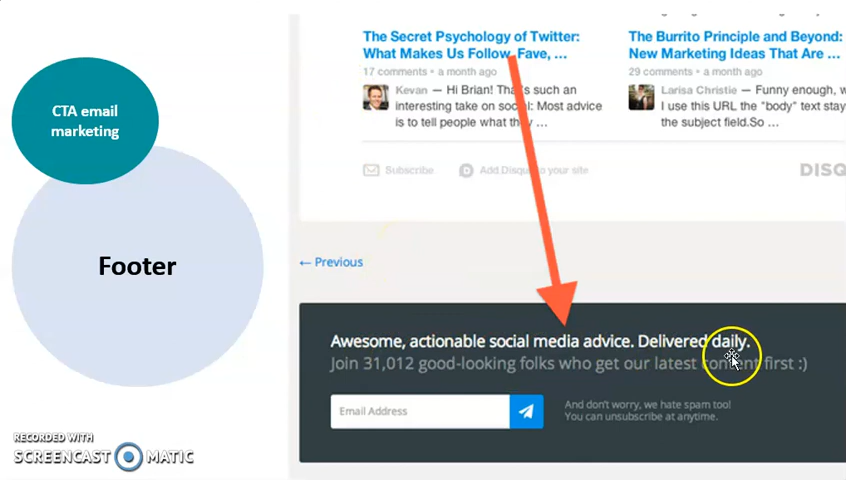 CTA email
marketing
Footer
The Secret Psychology of Twitter:
What Makes Us Follow, Fave, ...
17 comments • a month ago
Kevan — Hi Brian! That's such an
interesting take on social: Most advice
is to tell people what they ...
The Burrito Principle and Beyond:
New Marketing Ideas That Are ...
29 comments • a month ago
Larisa Christie — Funny enough, w
I use this URL the "body" text stay
the subject field.So ...
Subscribe
Add Disqus to your site
DISQ
← Previous
Awesome, actionable social media advice. Delivered daily.
Join 31,012 good-looking folks who get our latest content first :)
Email Address
And don't worry, we hate spam too!
You can unsubscribe at anytime.
RECORDED WITH
SCREENCAST MATIC